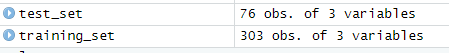 test_set 76 obs. of 3 variables
training_set 303 obs. of 3 variables